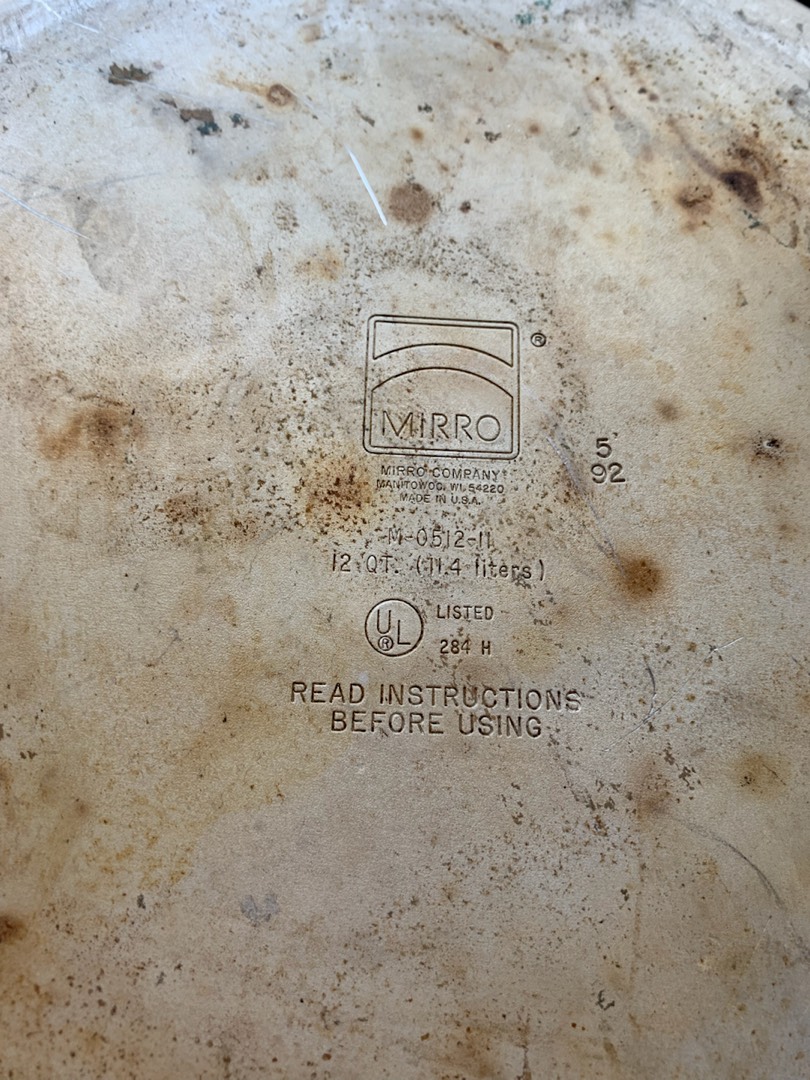 MIRRO
®
MIRRO COMPANY
MANITOWOC, WI. 54220
MADE IN U.S.A.
5
92
M-0512-11
12 QT. (11.4 liters)
UL® LISTED
284 H
READ INSTRUCTIONS
BEFORE USING